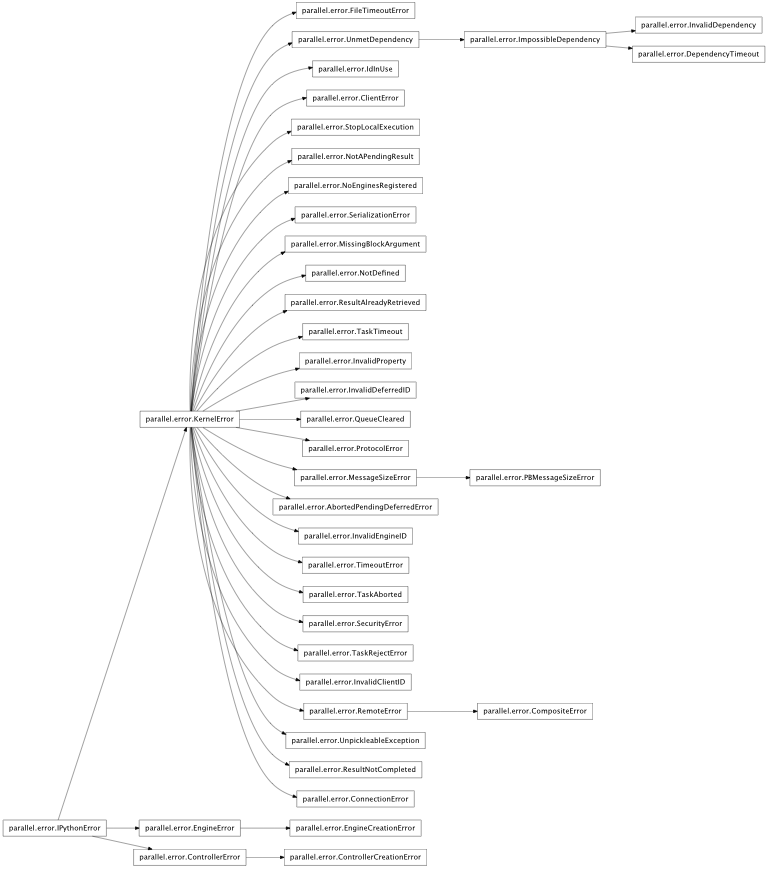 parallel.error.FileTimeoutError
parallel.error.UnmetDependency
parallel.error.ImpossibleDependency
parallel.error.InvalidDependency
parallel.error.DependencyTimeout
parallel.error.IdInUse
parallel.error.ClientError
parallel.error.StopLocalExecution
parallel.error.NotAPendingResult
parallel.error.NoEnginesRegistered
parallel.error.SerializationError
parallel.error.MissingBlockArgument
parallel.error.NotDefined
parallel.error.ResultAlreadyRetrieved
parallel.error.TaskTimeout
parallel.error.InvalidProperty
parallel.error.InvalidDeferredID
parallel.error.KernelError
parallel.error.QueueCleared
parallel.error.ProtocolError
parallel.error.MessageSizeError
parallel.error.PBMessageSizeError
parallel.error.AbortedPendingDeferredError
parallel.error.InvalidEngineID
parallel.error.TimeoutError
parallel.error.TaskAborted
parallel.error.SecurityError
parallel.error.TaskRejectError
parallel.error.InvalidClientID
parallel.error.RemoteError
parallel.error.CompositeError
parallel.error.UnpickleableException
parallel.error.ResultNotCompleted
parallel.error.ConnectionError
parallel.error.IPythonError
parallel.error.EngineError
parallel.error.EngineCreationError
parallel.error.ControllerError
parallel.error.ControllerCreationError